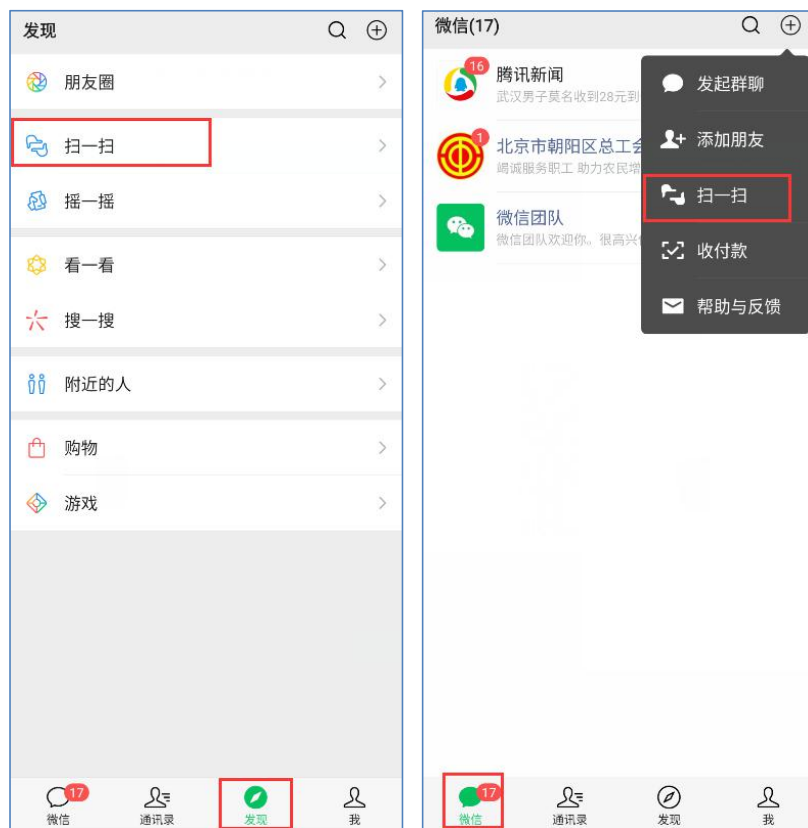 发现
朋友圈
扫一扫
摇一摇
看一看
搜一搜
附近的人
购物
游戏
17
微信
通讯录
发现
我
微信(17)
16
腾讯新闻
武汉男子莫名收到28元到
1
北京市朝阳区总工会
竭诚服务职工 助力农民增
微信团队
微信团队欢迎你。很高兴
发起群聊
添加朋友
扫一扫
收付款
帮助与反馈
17
微信
通讯录
发现
我